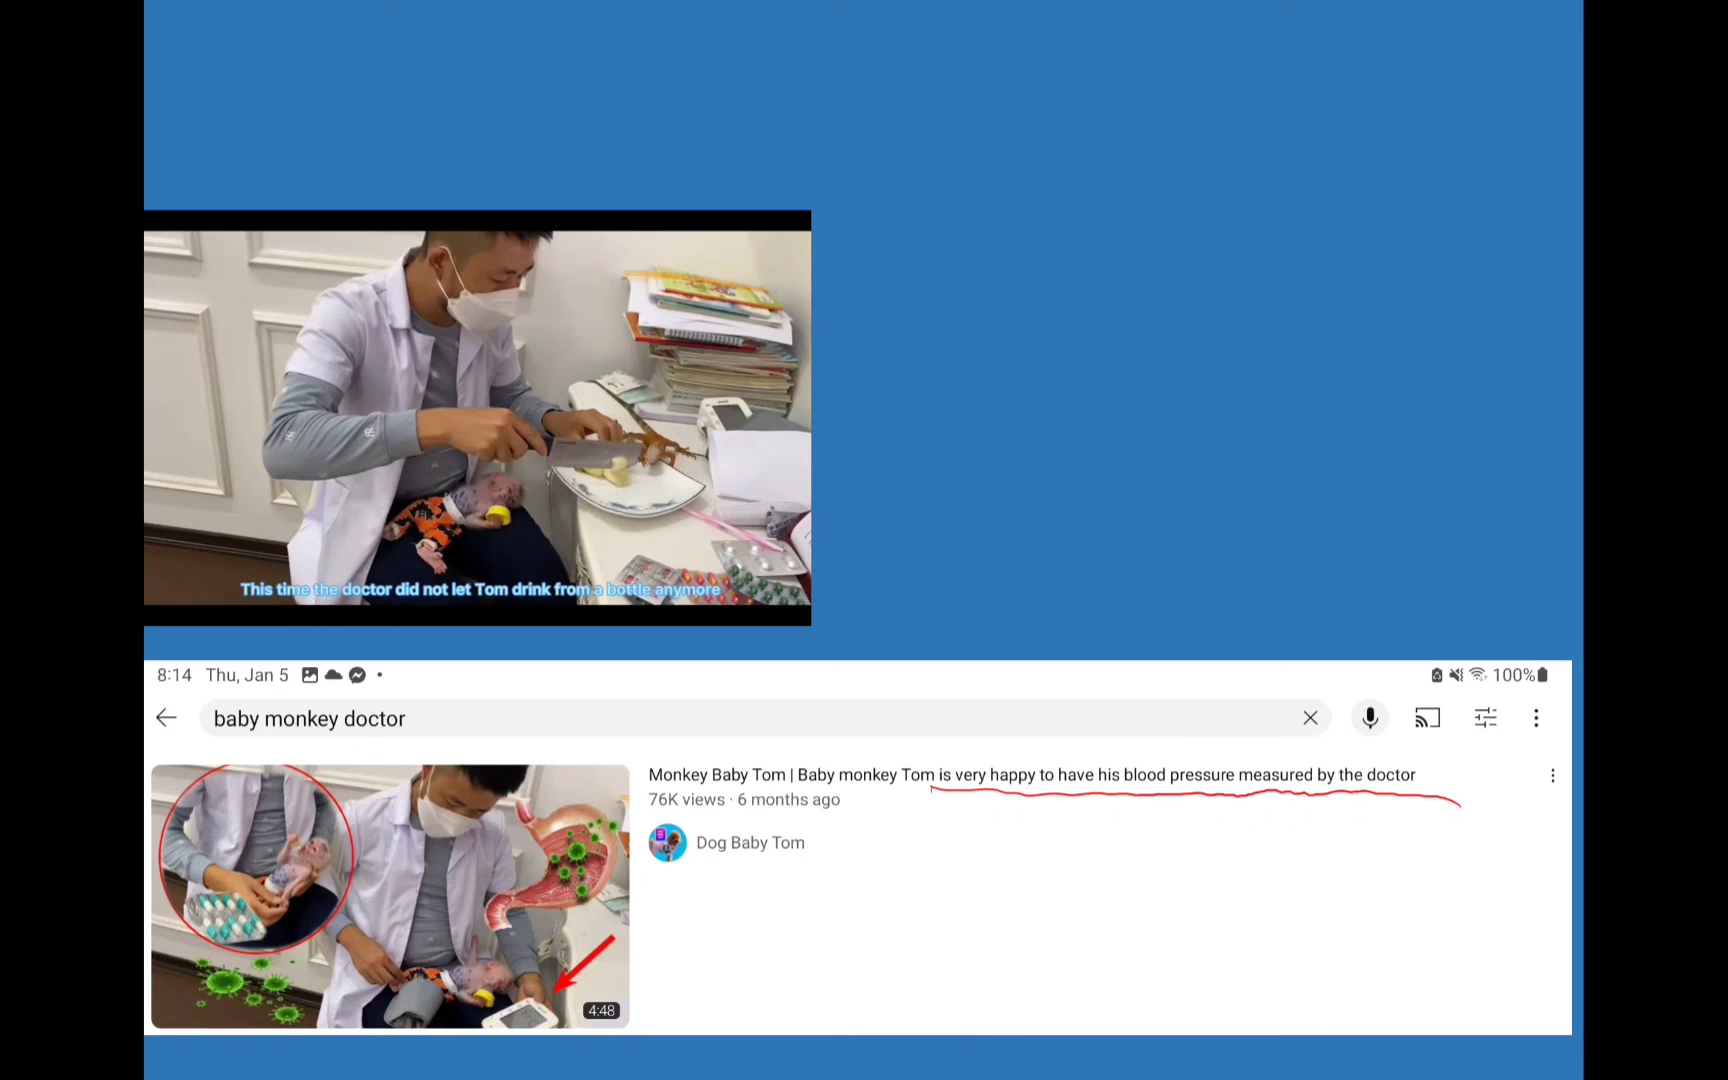 This time the doctor did not let Tom drink from a bottle anymore
8:14 Thu, Jan 5
100%
baby monkey doctor
Monkey Baby Tom | Baby monkey Tom is very happy to have his blood pressure measured by the doctor
76K views · 6 months ago
Dog Baby Tom
4:48